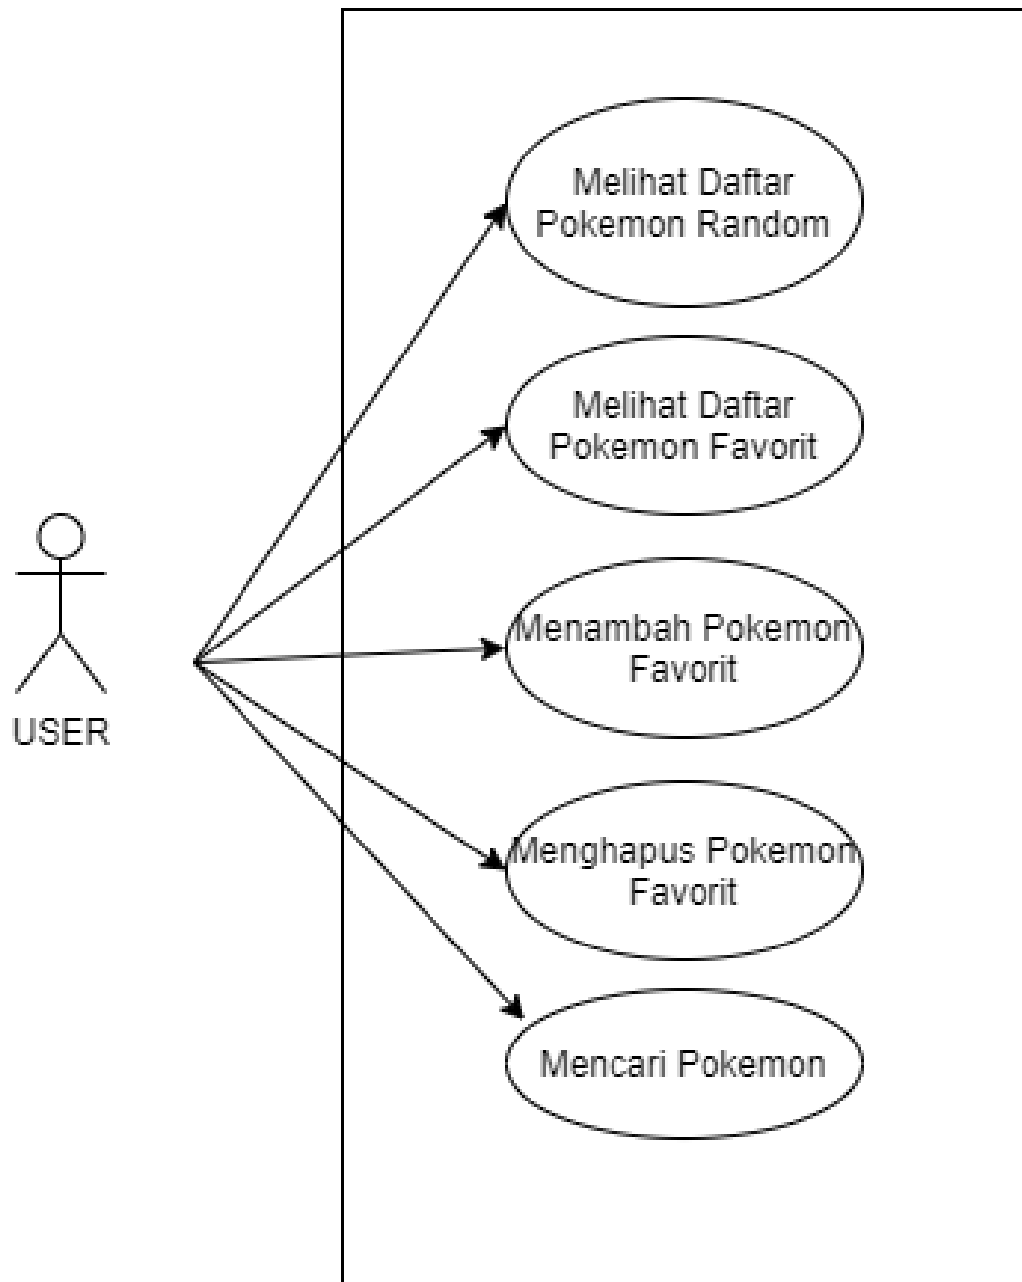 Melihat Daftar
Pokemon Random
Melihat Daftar
Pokemon Favorit
Menambah Pokemon
Favorit
USER
Menghapus Pokemon
Favorit
Mencari Pokemon